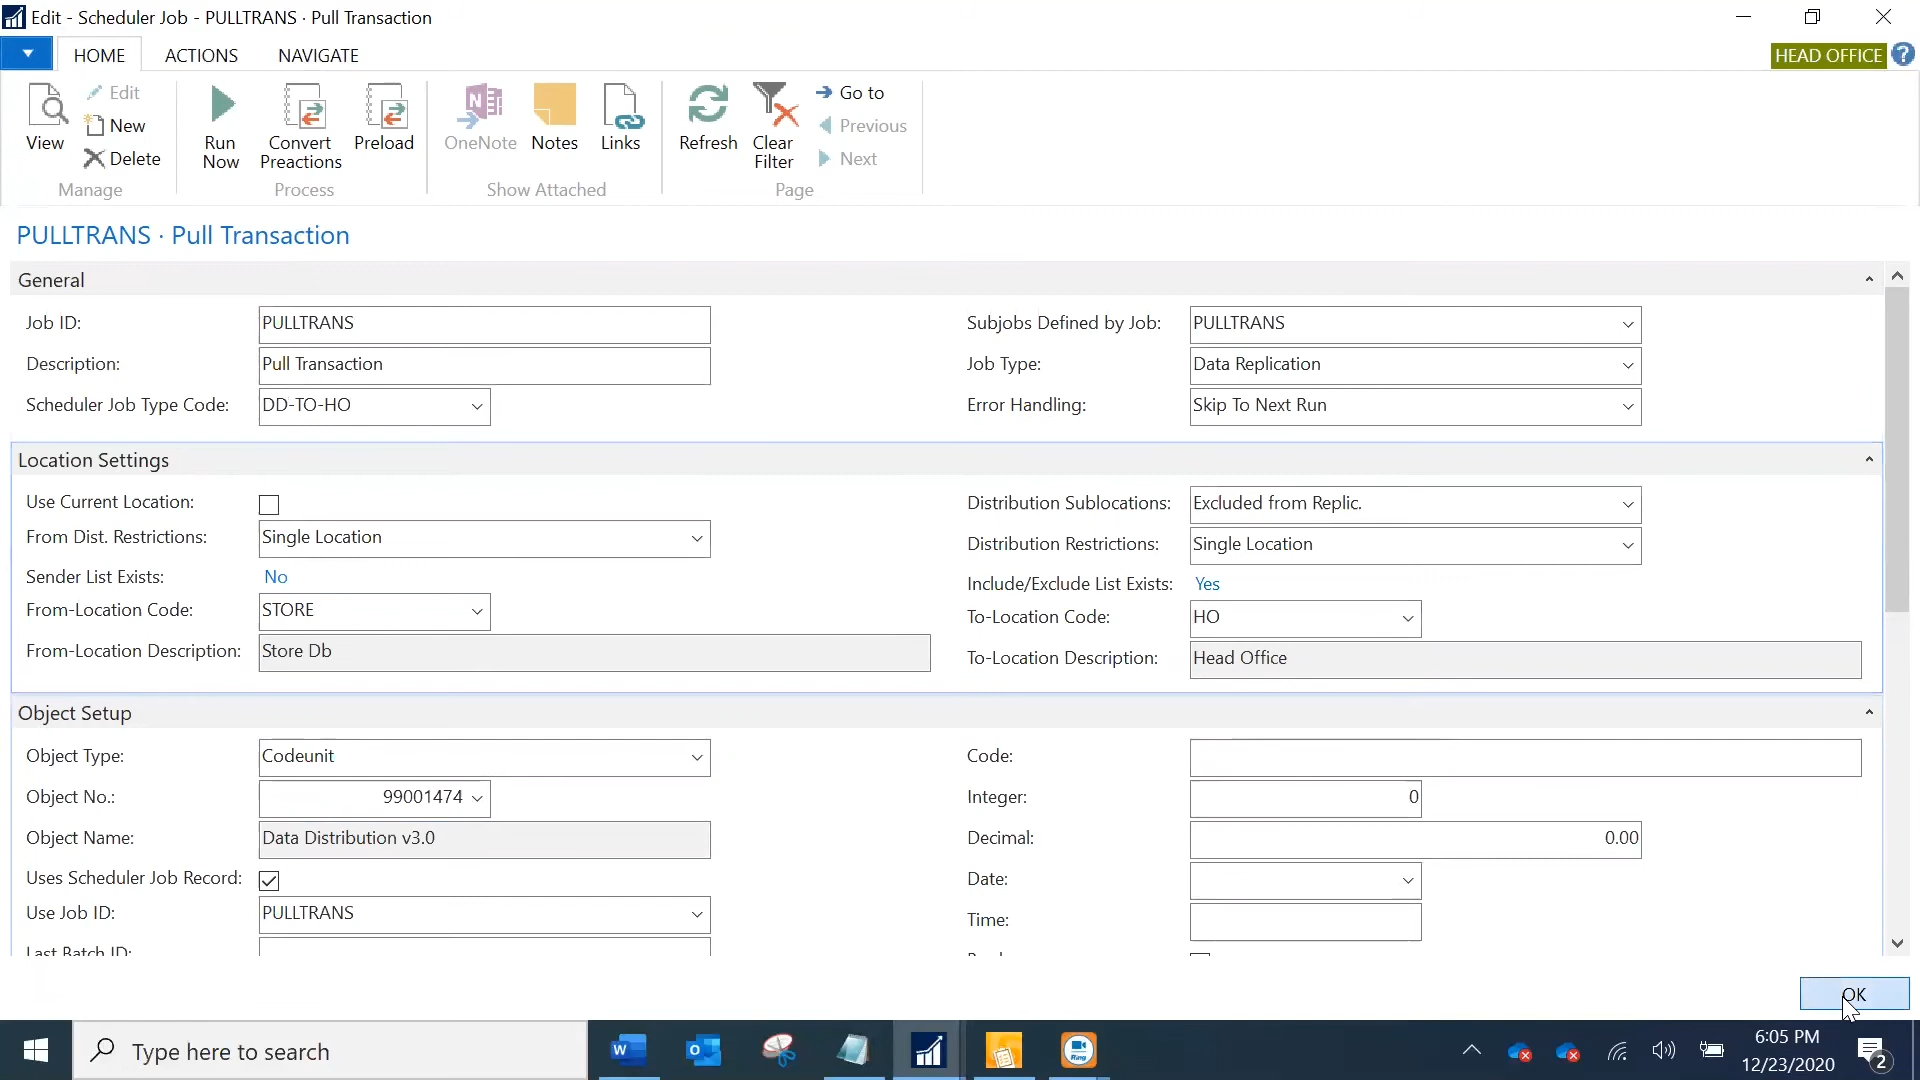 Edit - Scheduler Job - PULLTRANS · Pull Transaction
HOME ACTIONS NAVIGATE
HEAD OFFICE ?
View
Edit
New
Delete
Manage
Run Now
Convert Preactions
Preload
Process
OneNote
Notes
Links
Show Attached
Refresh
Clear Filter
Go to
Previous
Next
Page
PULLTRANS · Pull Transaction
General
Job ID: PULLTRANS
Description: Pull Transaction
Scheduler Job Type Code: DD-TO-HO
Subjobs Defined by Job: PULLTRANS
Job Type: Data Replication
Error Handling: Skip To Next Run
Location Settings
Use Current Location:
From Dist. Restrictions: Single Location
Sender List Exists: No
From-Location Code: STORE
From-Location Description: Store Db
Distribution Sublocations: Excluded from Replic.
Distribution Restrictions: Single Location
Include/Exclude List Exists: Yes
To-Location Code: HO
To-Location Description: Head Office
Object Setup
Object Type: Codeunit
Object No.: 99001474
Object Name: Data Distribution v3.0
Uses Scheduler Job Record:
Use Job ID: PULLTRANS
Last Batch ID:
Code:
Integer: 0
Decimal: 0.00
Date:
Time:
OK
Type here to search
6:05 PM
12/23/2020
2